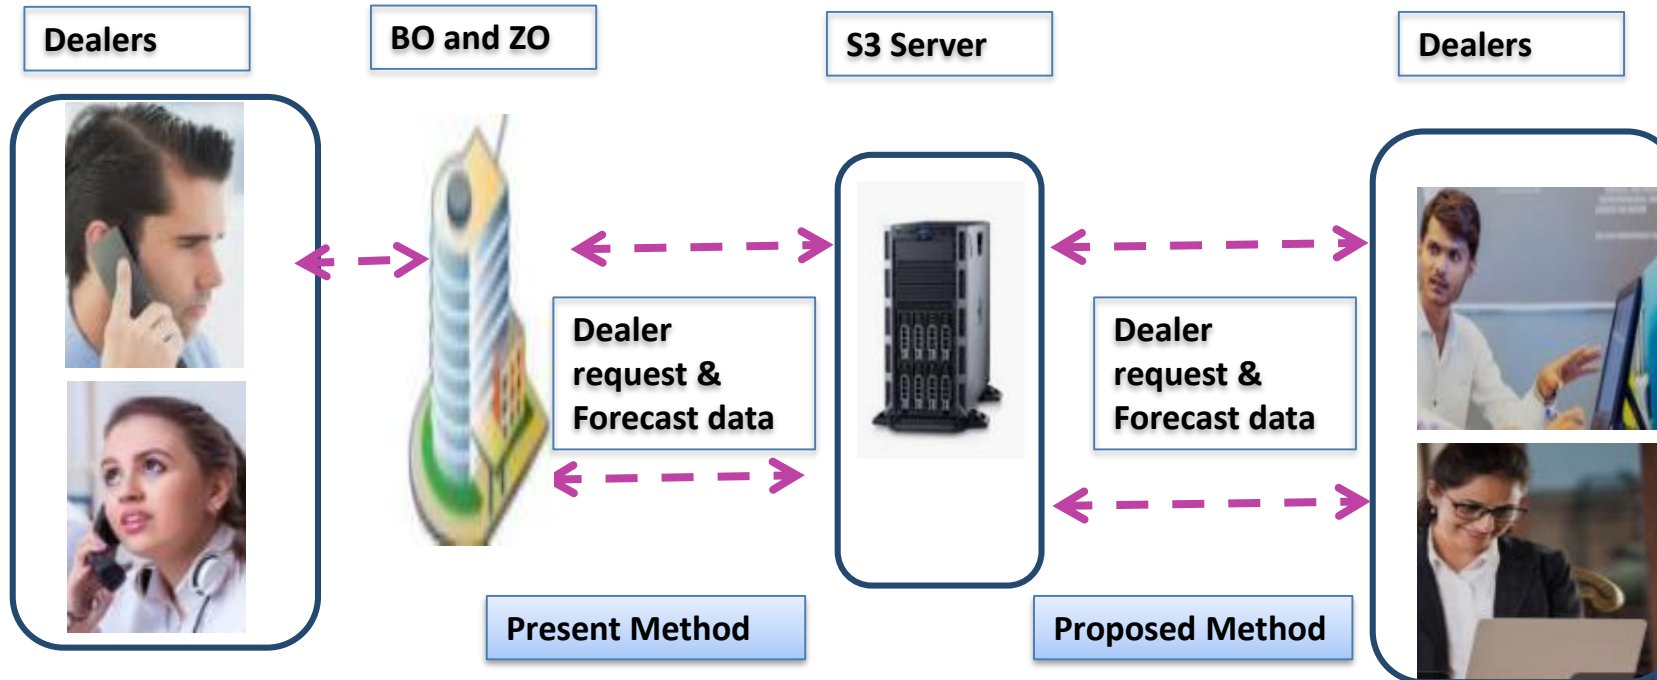 Dealers
BO and ZO
S3 Server
Dealers
Dealer
request &
Forecast data
Dealer
request &
Forecast data
Present Method
Proposed Method